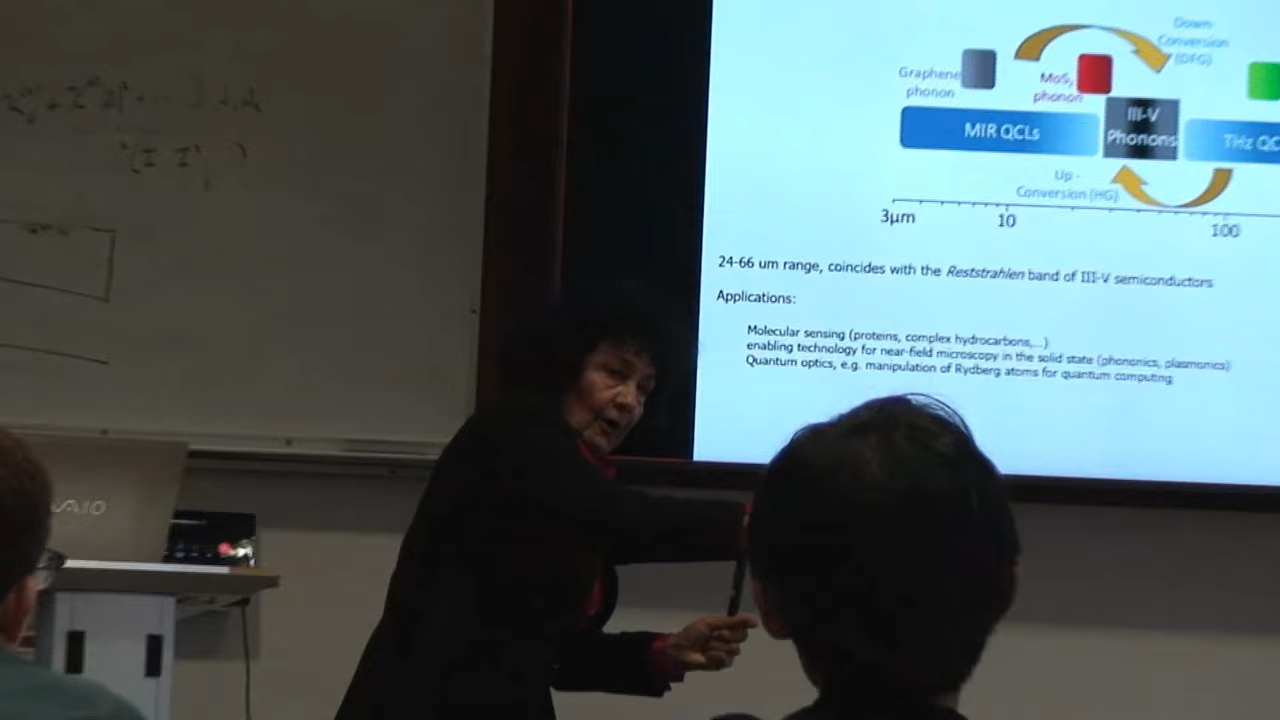 Down
Conversion
(DFG)
Graphene
phonon
MoS₂
phonon
III-V
Phonons
MIR QCLs
THz QC
Up -
Conversion (HG)
3µm
10
100
24-66 um range, coincides with the Reststrahlen band of III-V semiconductors
Applications:
Molecular sensing (proteins, complex hydrocarbons,...)
enabling technology for near-field microscopy in the solid state (phononics, plasmonics)
Quantum optics, e.g. manipulation of Rydberg atoms for quantum computing
VAIO